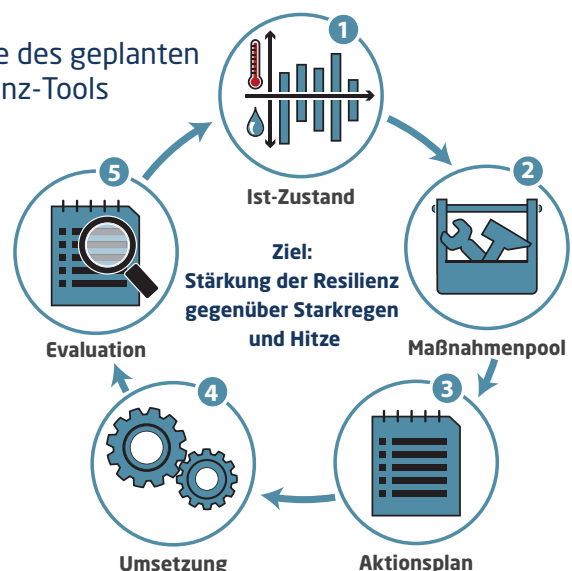 e des geplanten
nz-Tools
1
Ist-Zustand
2
Maßnahmenpool
3
Aktionsplan
4
Umsetzung
5
Evaluation
Ziel:
Stärkung der Resilienz
gegenüber Starkregen
und Hitze